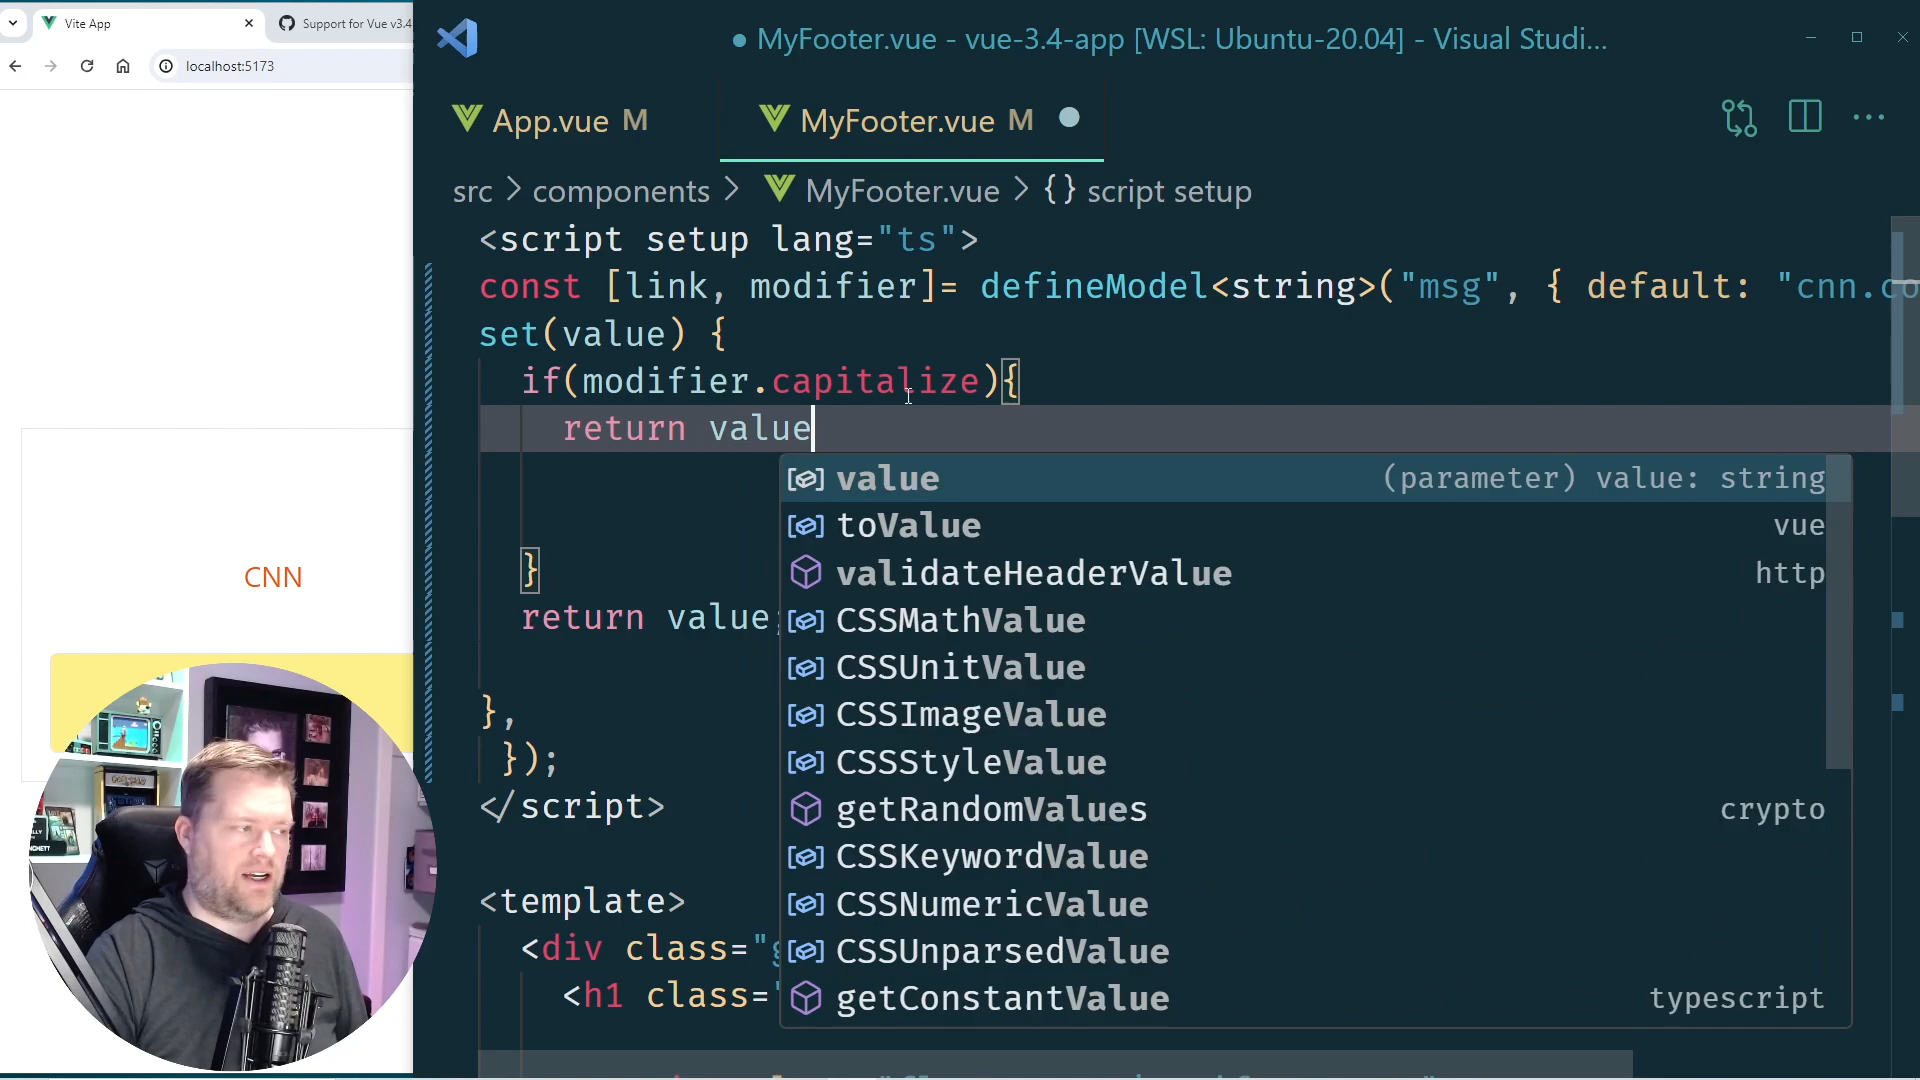 Vite App
Support for Vue v3.4
localhost:5173
CNN
MyFooter.vue - vue-3.4-app [WSL: Ubuntu-20.04] - Visual Studi...
App.vue M
MyFooter.vue M
src > components > MyFooter.vue > {} script setup
<script setup lang="ts">
const [link, modifier]= defineModel<string>("msg", { default: "cnn.co
set(value) {
if(modifier.capitalize){
return value
}
return value;
},
});
</script>
<template>
<div class="g
<h1 class="
value (parameter) value: string
toValue vue
validateHeaderValue http
CSSMathValue
CSSUnitValue
CSSImageValue
CSSStyleValue
getRandomValues crypto
CSSKeywordValue
CSSNumericValue
CSSUnparsedValue
getConstantValue typescript